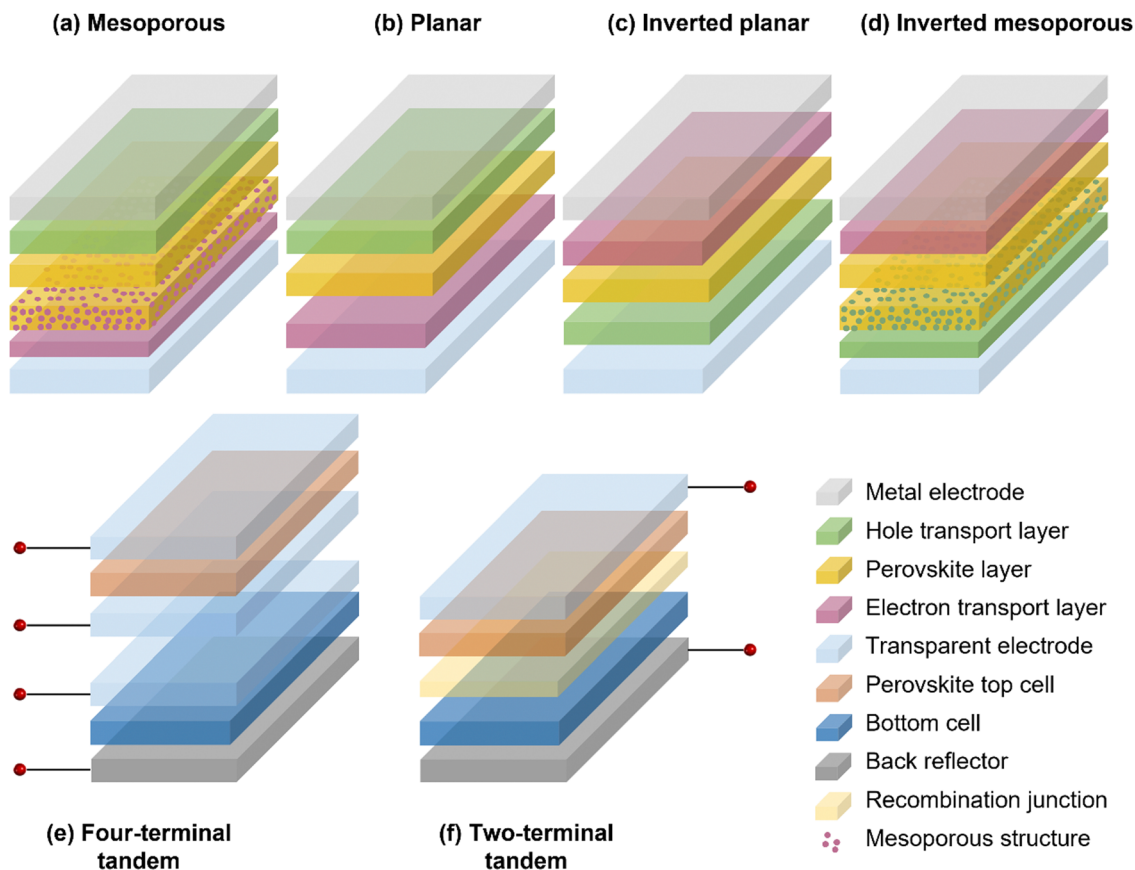 (a) Mesoporous
(b) Planar
(c) Inverted planar
(d) Inverted mesoporous
Metal electrode
Hole transport layer
Perovskite layer
Electron transport layer
Transparent electrode
Perovskite top cell
Bottom cell
Back reflector
Recombination junction
Mesoporous structure
(e) Four-terminal
tandem
(f) Two-terminal
tandem